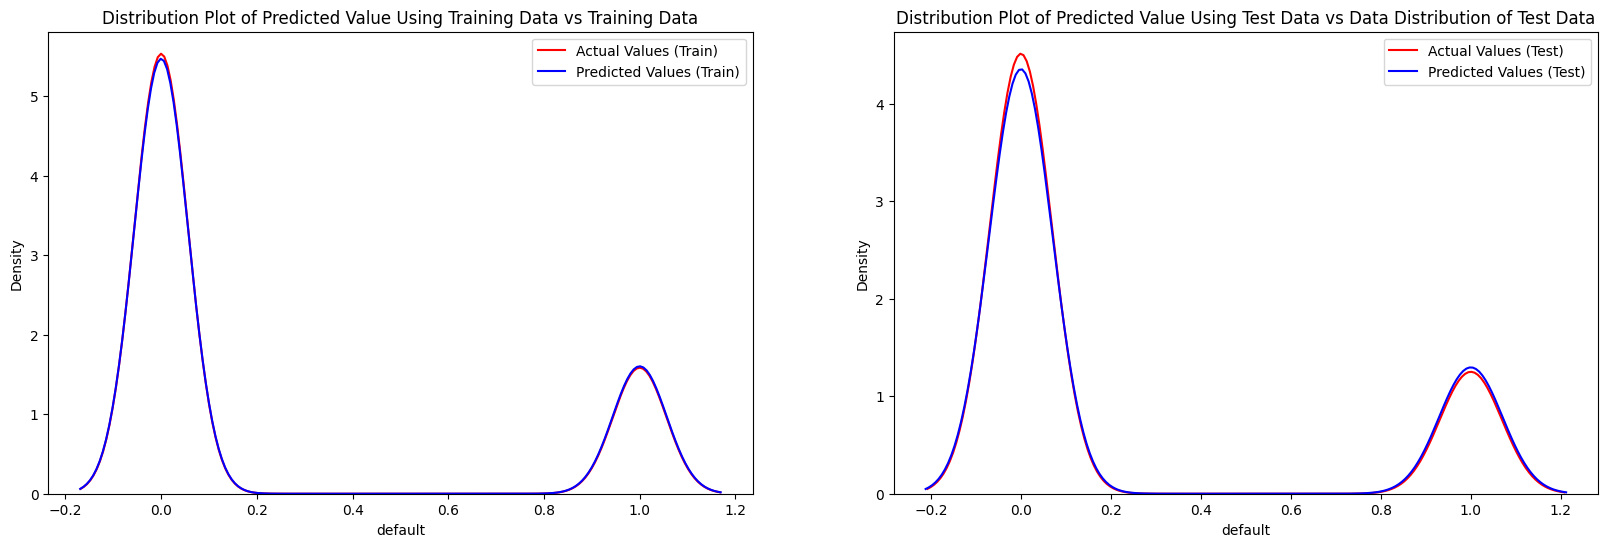 Distribution Plot of Predicted Value Using Training Data vs Training Data
Actual Values (Train)
Predicted Values (Train)
Density
5
4
3
2
1
0
−0.2 0.0 0.2 0.4 0.6 0.8 1.0 1.2
default
Distribution Plot of Predicted Value Using Test Data vs Data Distribution of Test Data
Actual Values (Test)
Predicted Values (Test)
Density
4
3
2
1
0
−0.2 0.0 0.2 0.4 0.6 0.8 1.0 1.2
default